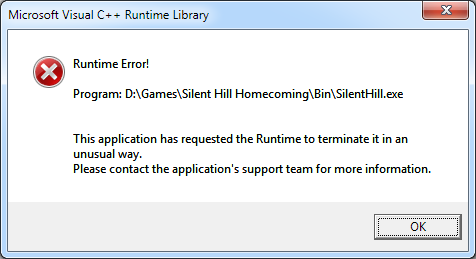 Microsoft Visual C++ Runtime Library
Runtime Error!
Program: D:\Games\Silent Hill Homecoming\Bin\SilentHill.exe
This application has requested the Runtime to terminate it in an
unusual way.
Please contact the application's support team for more information.
OK